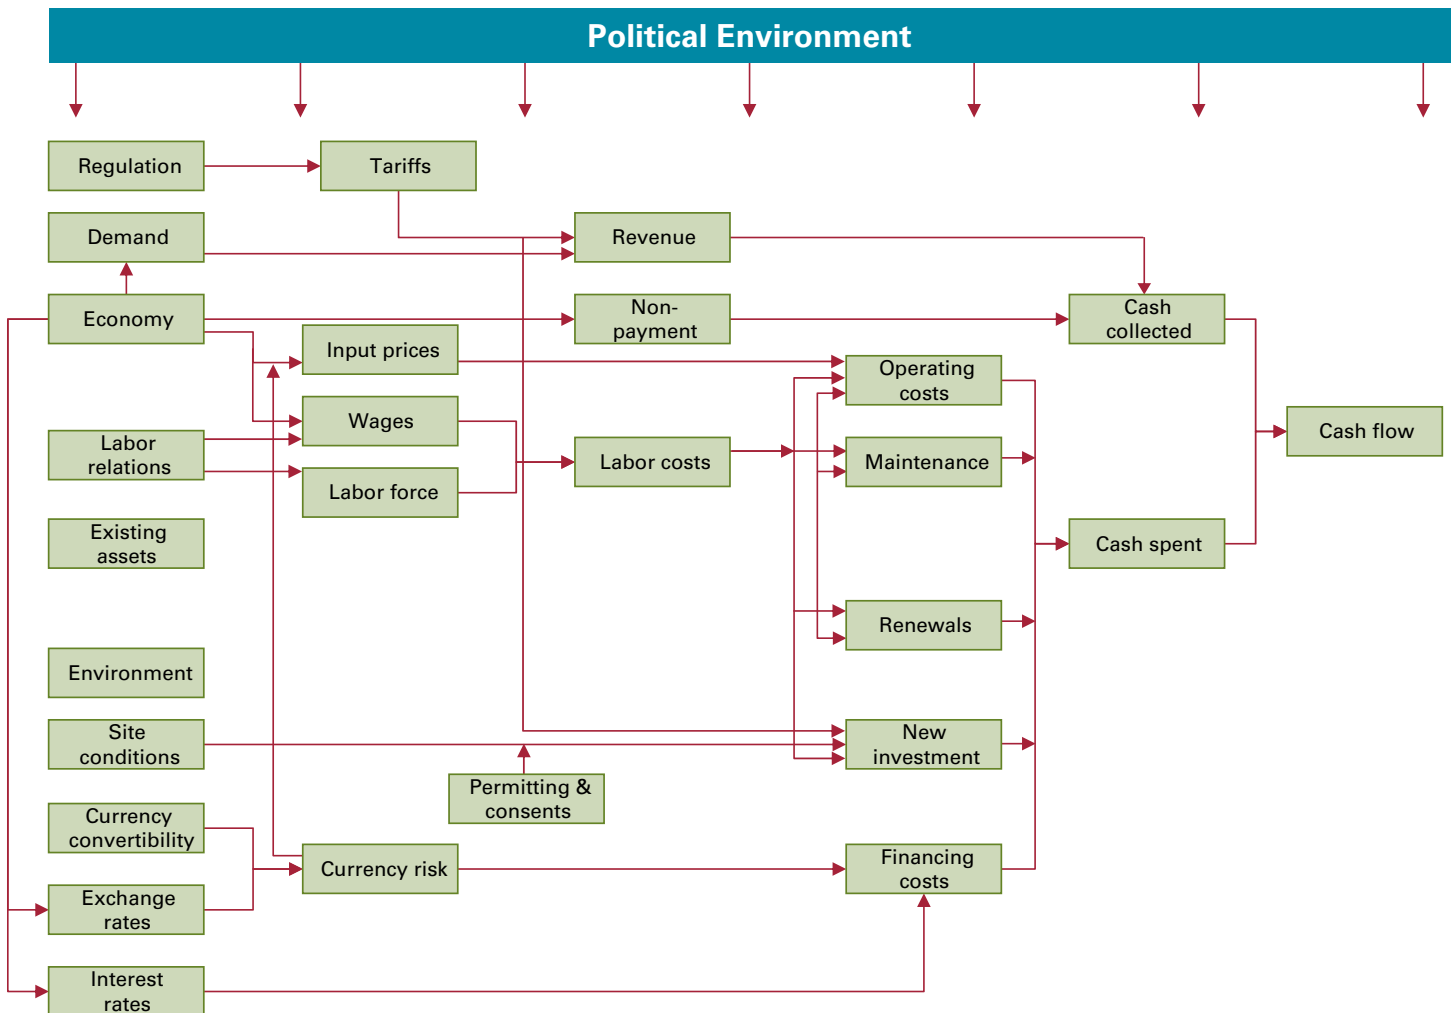 Political Environment
Regulation
Tariffs
Demand
Revenue
Economy
Non-
payment
Cash
collected
Input prices
Operating
costs
Wages
Cash flow
Labor
relations
Labor costs
Maintenance
Labor force
Existing
assets
Cash spent
Renewals
Environment
Site
conditions
New
investment
Permitting &
consents
Currency
convertibility
Currency risk
Financing
costs
Exchange
rates
Interest
rates